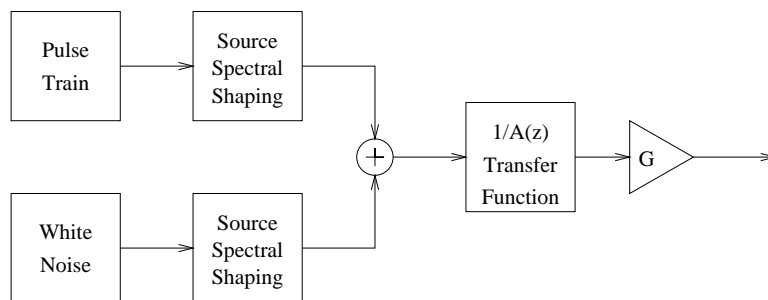 Pulse
Train
Source
Spectral
Shaping
+
1/A(z)
Transfer
Function
G
White
Noise
Source
Spectral
Shaping